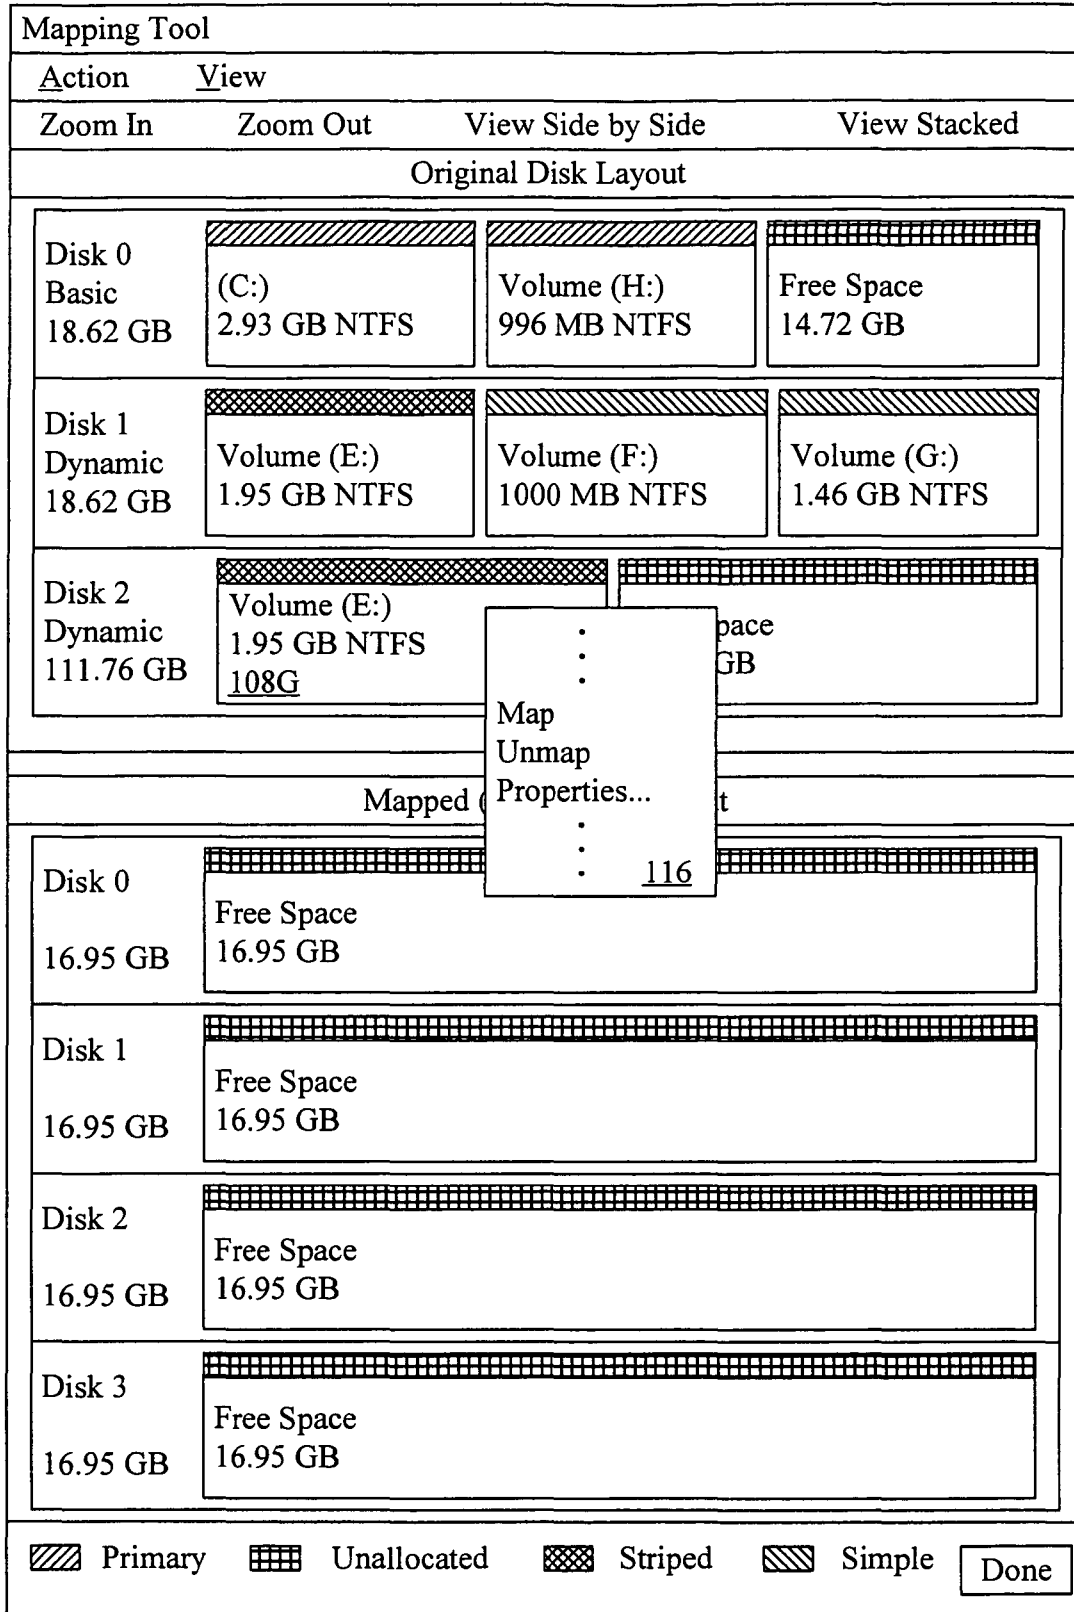 Mapping Tool
Action View
Zoom In Zoom Out View Side by Side View Stacked
Original Disk Layout
Disk 0
Basic
18.62 GB
(C:)
2.93 GB NTFS
Volume (H:)
996 MB NTFS
Free Space
14.72 GB
Disk 1
Dynamic
18.62 GB
Volume (E:)
1.95 GB NTFS
Volume (F:)
1000 MB NTFS
Volume (G:)
1.46 GB NTFS
Disk 2
Dynamic
111.76 GB
Volume (E:)
1.95 GB NTFS
108G
pace
GB
Map
Unmap
Properties...
116
Mapped ( t
Disk 0
16.95 GB
Free Space
16.95 GB
Disk 1
16.95 GB
Free Space
16.95 GB
Disk 2
16.95 GB
Free Space
16.95 GB
Disk 3
16.95 GB
Free Space
16.95 GB
Primary Unallocated Striped Simple Done